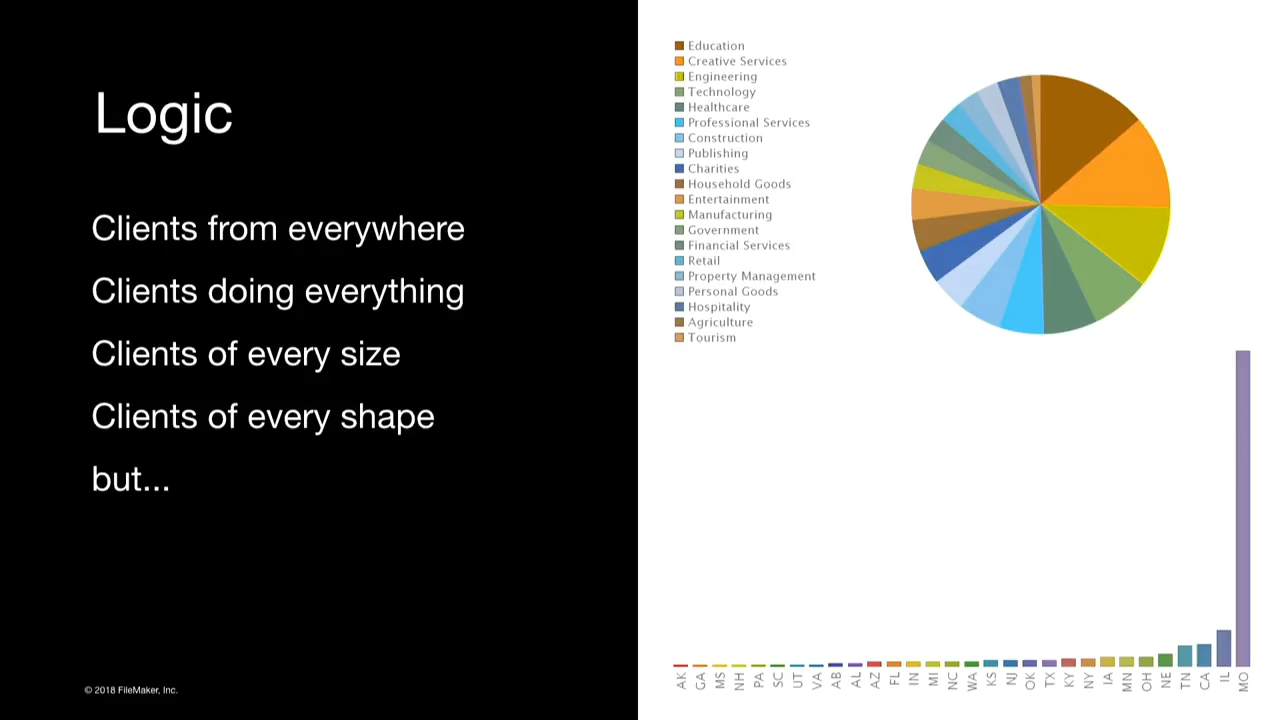 Logic
Clients from everywhere
Clients doing everything
Clients of every size
Clients of every shape
but...
© 2018 FileMaker, Inc.
Education
Creative Services
Engineering
Technology
Healthcare
Professional Services
Construction
Publishing
Charities
Household Goods
Entertainment
Manufacturing
Government
Financial Services
Retail
Property Management
Personal Goods
Hospitality
Agriculture
Tourism
AK
GA
MS
NH
PA
SC
UT
VA
AB
AL
AZ
FL
IN
MI
NC
WA
KS
NJ
OK
TX
KY
NY
IA
MN
OH
NE
TN
CA
IL
MO